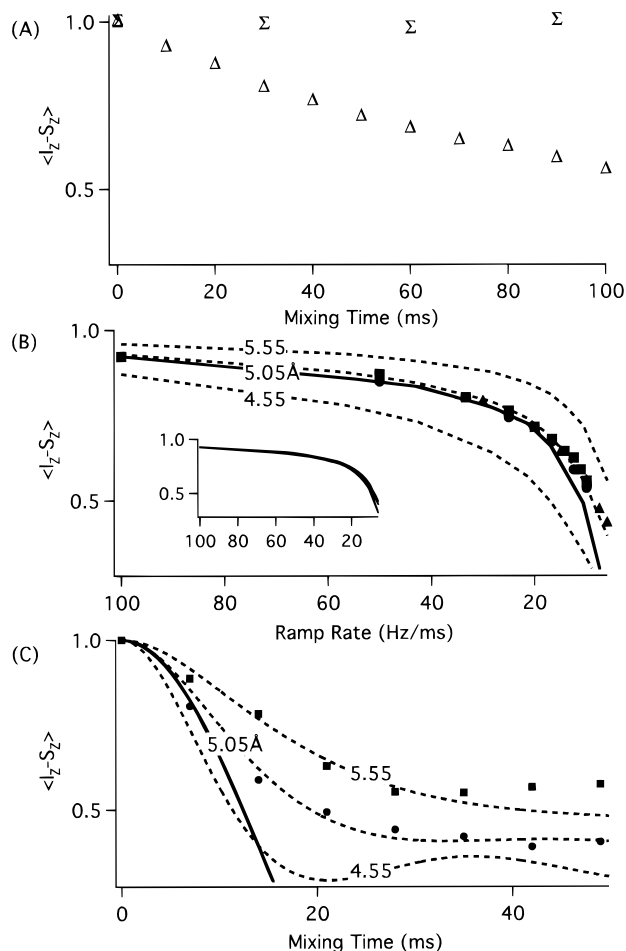 (A)
1.0
0.5
<I_Z-S_Z>
0 20 40 60 80 100
Mixing Time (ms)
(B)
1.0
0.5
<I_Z-S_Z>
5.55
5.05Å
4.55
1.0
0.5
100 80 60 40 20
100 80 60 40 20
Ramp Rate (Hz/ms)
(C)
1.0
0.5
<I_Z-S_Z>
5.05Å
5.55
4.55
0 20 40
Mixing Time (ms)